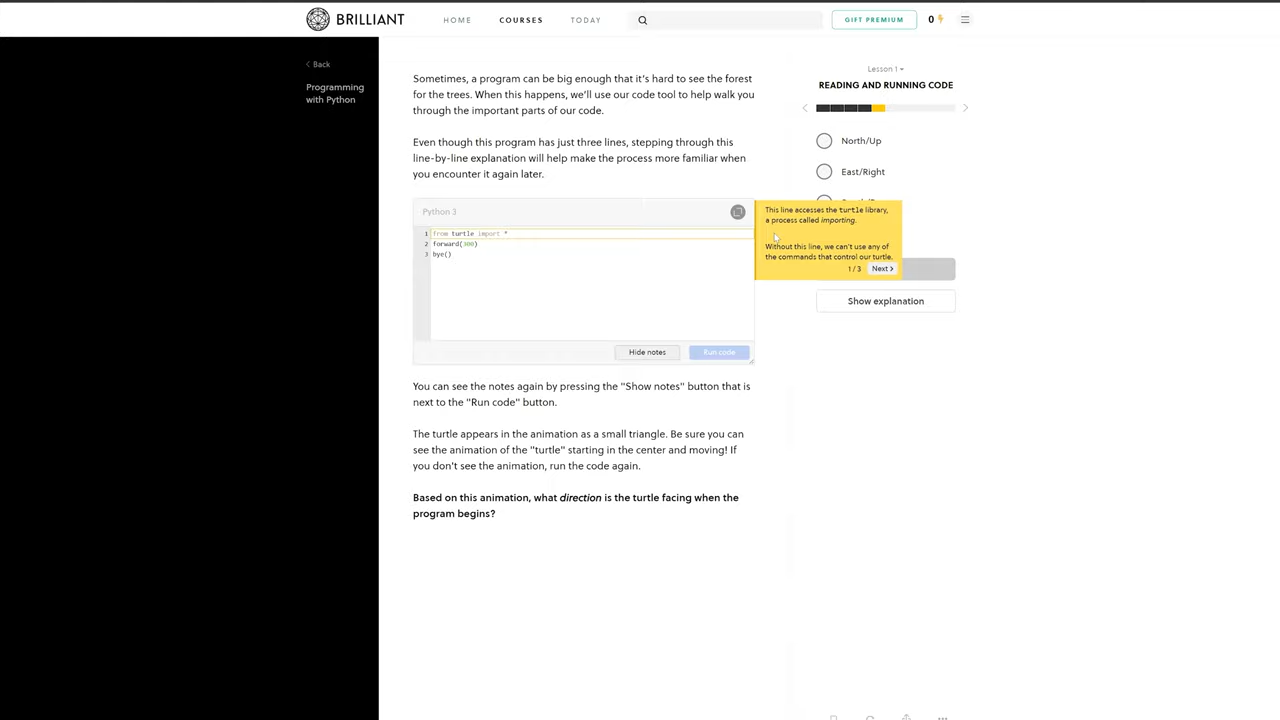 BRILLIANT
HOME
COURSES
TODAY
GIFT PREMIUM
0
Back
Programming
with Python
Sometimes, a program can be big enough that it's hard to see the forest
for the trees. When this happens, we'll use our code tool to help walk you
through the important parts of our code.
Even though this program has just three lines, stepping through this
line-by-line explanation will help make the process more familiar when
you encounter it again later.
Python 3
1 from turtle import *
2 forward(300)
3 bye()
Hide notes
Run code
You can see the notes again by pressing the "Show notes" button that is
next to the "Run code" button.
The turtle appears in the animation as a small triangle. Be sure you can
see the animation of the "turtle" starting in the center and moving! If
you don't see the animation, run the code again.
Based on this animation, what direction is the turtle facing when the
program begins?
Lesson 1
READING AND RUNNING CODE
North/Up
East/Right
This line accesses the turtle library,
a process called importing.
Without this line, we can't use any of
the commands that control our turtle.
1 / 3
Next >
Show explanation